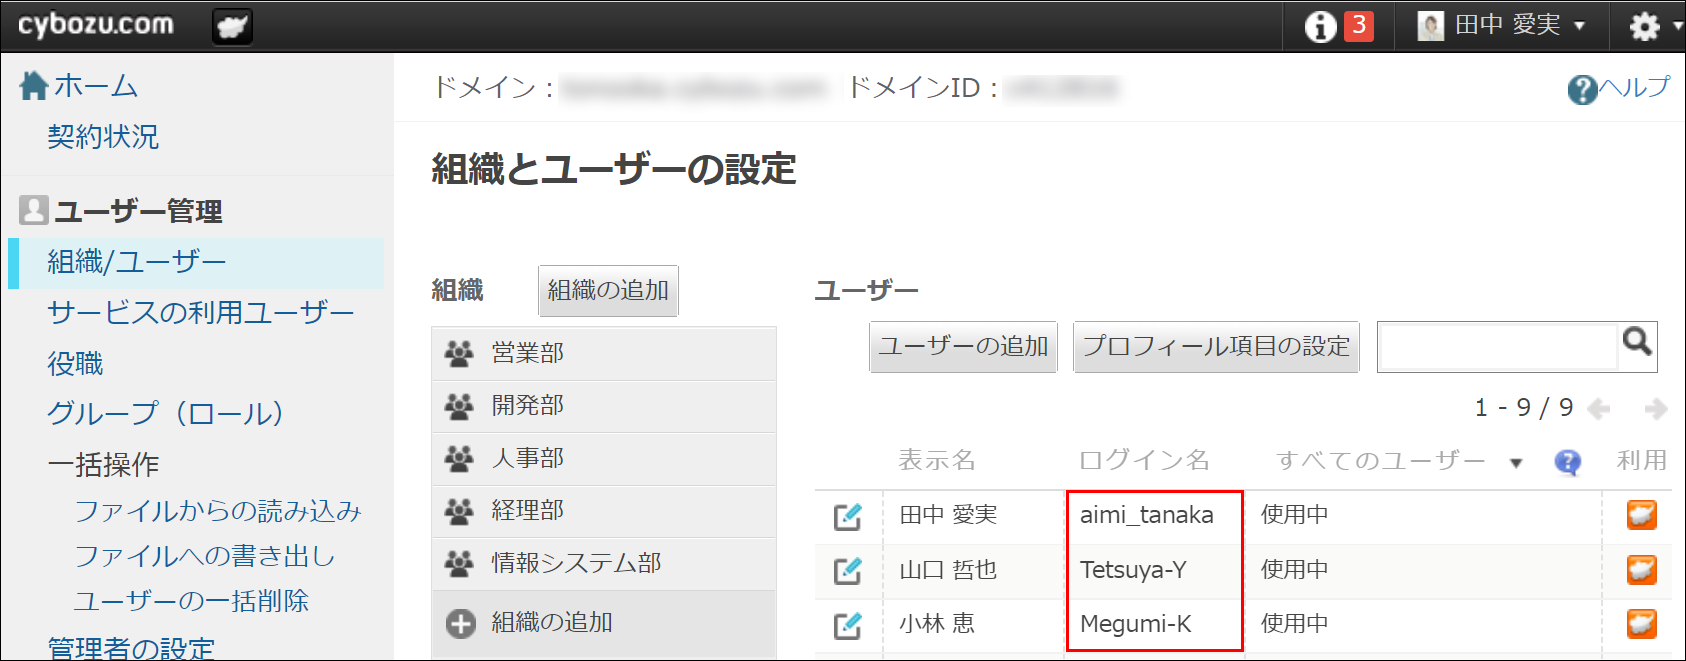 cybozu.com
3
田中 愛実
ホーム
契約状況
ユーザー管理
組織/ユーザー
サービスの利用ユーザー
役職
グループ（ロール）
一括操作
ファイルからの読み込み
ファイルへの書き出し
ユーザーの一括削除
管理者の設定
ドメイン：
ドメインID：
ヘルプ
組織とユーザーの設定
組織
組織の追加
営業部
開発部
人事部
経理部
情報システム部
組織の追加
ユーザー
ユーザーの追加
プロフィール項目の設定
1 - 9 / 9
表示名 ログイン名 すべてのユーザー 利用
田中 愛実 aimi_tanaka 使用中
山口 哲也 Tetsuya-Y 使用中
小林 恵 Megumi-K 使用中